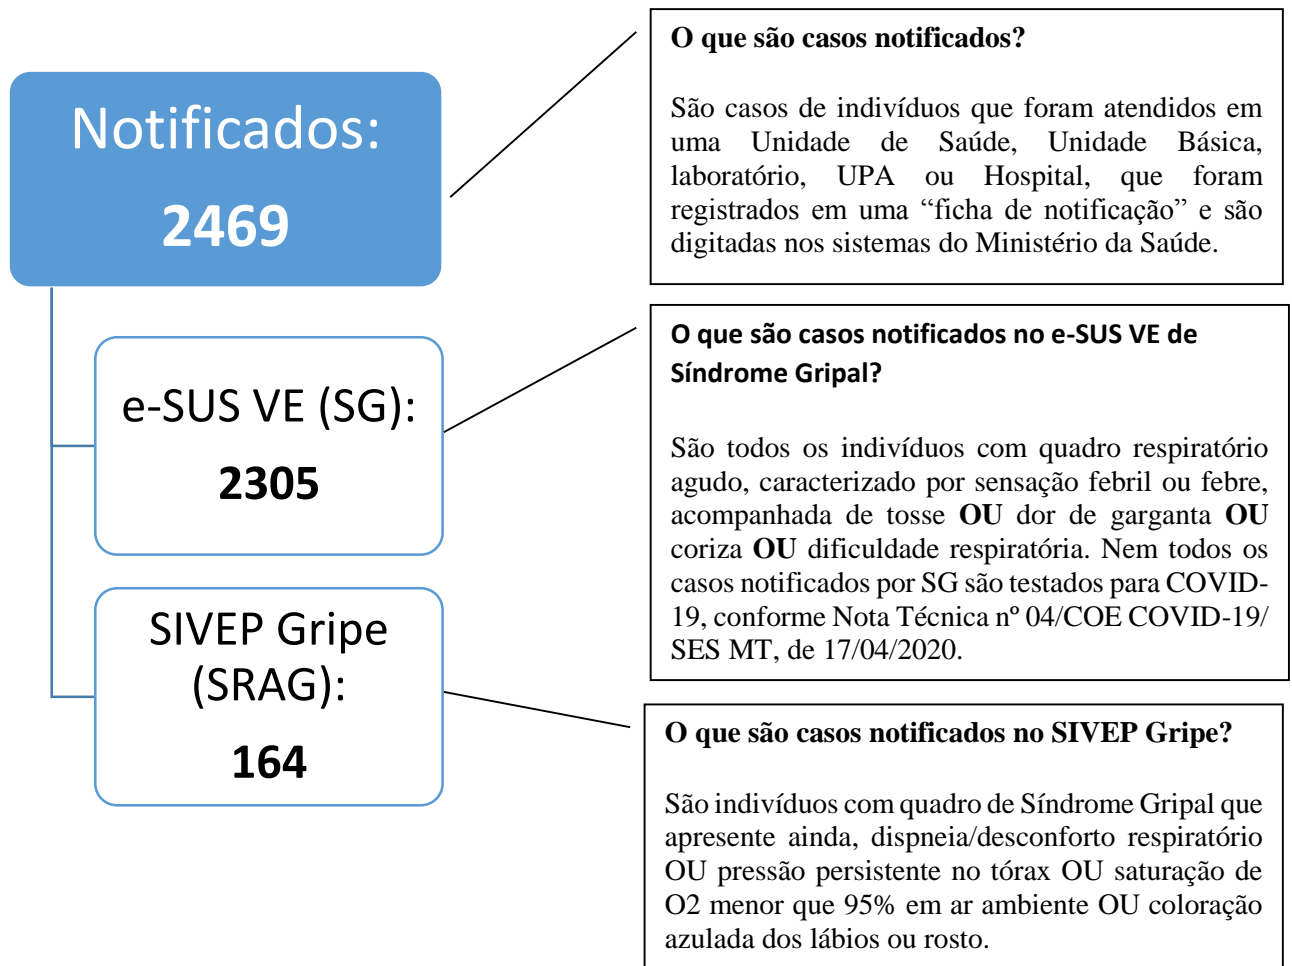 Notificados:
2469
e-SUS VE (SG):
2305
SIVEP Gripe
(SRAG):
164
O que são casos notificados?
São casos de indivíduos que foram atendidos em
uma Unidade de Saúde, Unidade Básica,
laboratório, UPA ou Hospital, que foram
registrados em uma “ficha de notificação” e são
digitadas nos sistemas do Ministério da Saúde.
O que são casos notificados no e-SUS VE de
Síndrome Gripal?
São todos os indivíduos com quadro respiratório
agudo, caracterizado por sensação febril ou febre,
acompanhada de tosse OU dor de garganta OU
coriza OU dificuldade respiratória. Nem todos os
casos notificados por SG são testados para COVID-
19, conforme Nota Técnica nº 04/COE COVID-19/
SES MT, de 17/04/2020.
O que são casos notificados no SIVEP Gripe?
São indivíduos com quadro de Síndrome Gripal que
apresente ainda, dispneia/desconforto respiratório
OU pressão persistente no tórax OU saturação de
O2 menor que 95% em ar ambiente OU coloração
azulada dos lábios ou rosto.